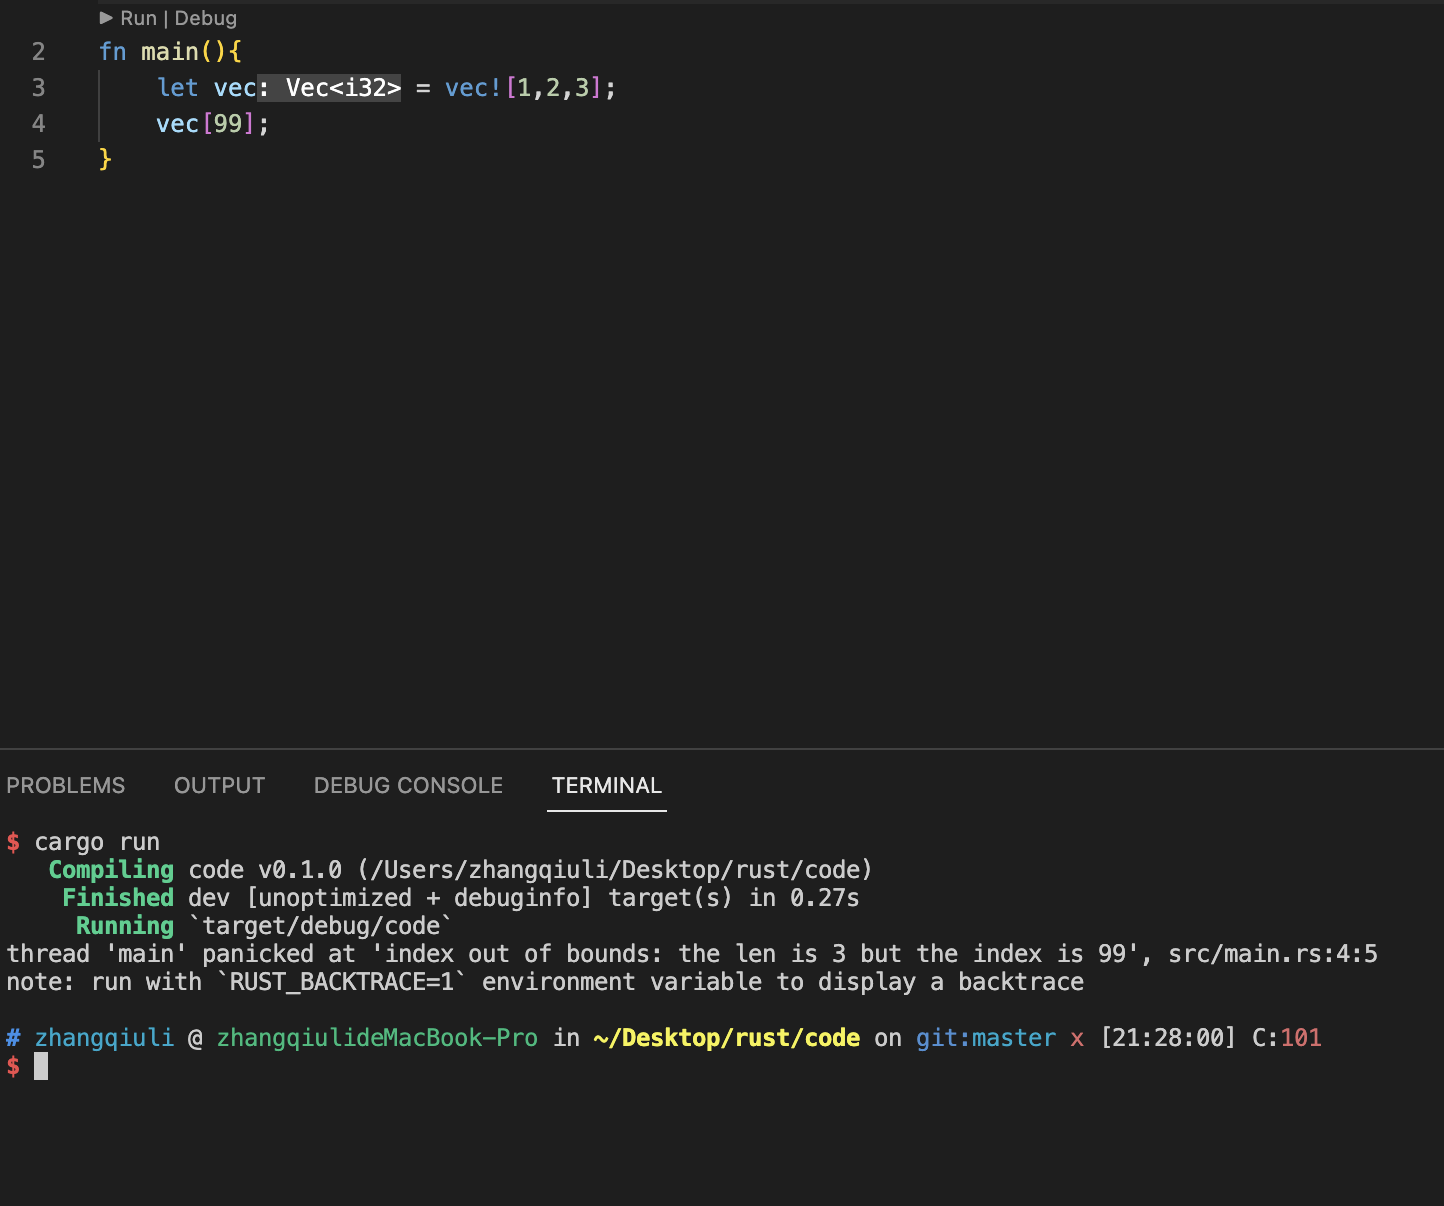 Run | Debug
2 fn main(){
3 let vec: Vec<i32> = vec![1,2,3];
4 vec[99];
5 }
PROBLEMS OUTPUT DEBUG CONSOLE TERMINAL
$ cargo run
Compiling code v0.1.0 (/Users/zhangqiuli/Desktop/rust/code)
Finished dev [unoptimized + debuginfo] target(s) in 0.27s
Running `target/debug/code`
thread 'main' panicked at 'index out of bounds: the len is 3 but the index is 99', src/main.rs:4:5
note: run with `RUST_BACKTRACE=1` environment variable to display a backtrace
# zhangqiuli @ zhangqiulideMacBook-Pro in ~/Desktop/rust/code on git:master x [21:28:00] C:101
$